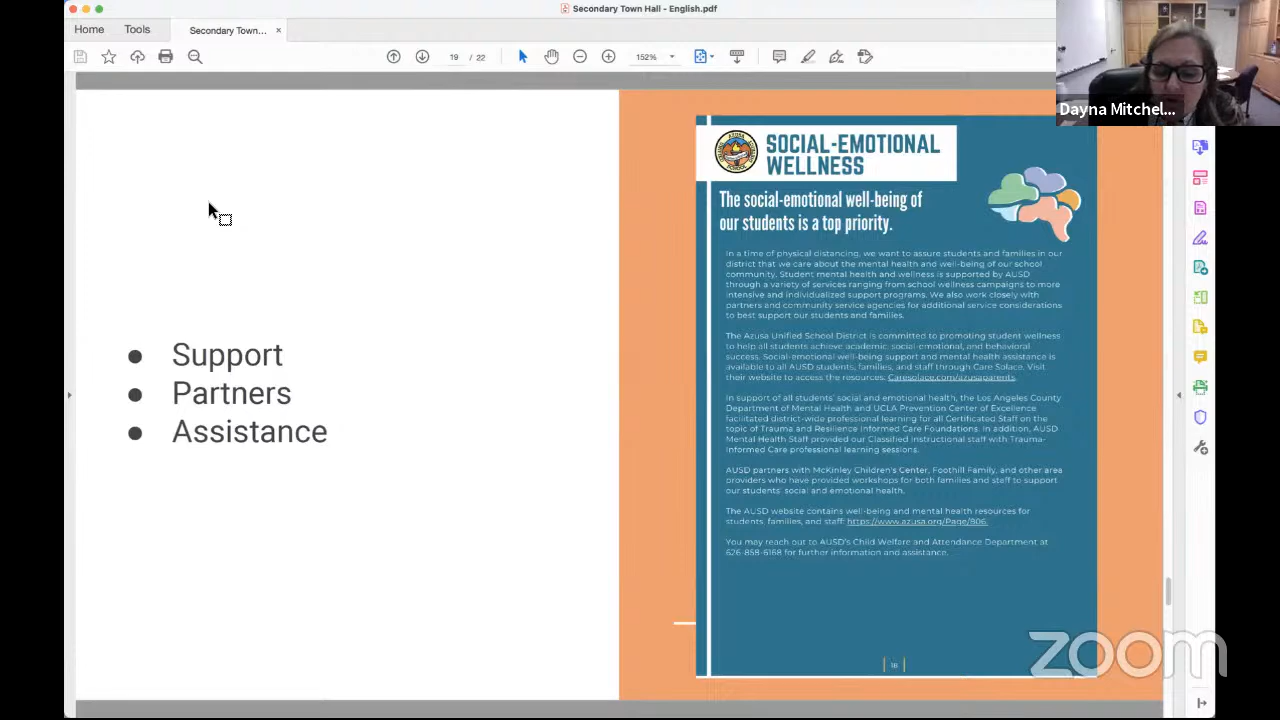 Secondary Town Hall - English.pdf
Home
Tools
Secondary Town... ×
19 / 22
152%
Dayna Mitchel...
SOCIAL-EMOTIONAL
WELLNESS
The social-emotional well-being of
our students is a top priority.
In a time of physical distancing, we want to assure students and families in our
district that we care about the mental health and well-being of our school
community. Student mental health and wellness is supported by AUSD
through a variety of services ranging from school wellness campaigns to more
intensive and individualized support programs. We also work closely with
partners and community service agencies for additional service considerations
to best support our students and families.
The Azusa Unified School District is committed to promoting student wellness
to help all students achieve academic, social-emotional, and behavioral
success. Social-emotional well-being support and mental health assistance is
available to all AUSD students, families, and staff through Care Solace. Visit
their website to access the resources: Caresolace.com/azusaparents.
In support of all students' social and emotional health, the Los Angeles County
Department of Mental Health and UCLA Prevention Center of Excellence
facilitated district-wide professional learning for all Certificated Staff on the
topic of Trauma and Resilience Informed Care Foundations. In addition, AUSD
Mental Health Staff provided our Classified Instructional staff with Trauma-
Informed Care professional learning sessions.
AUSD partners with McKinley Children's Center, Foothill Family, and other area
providers who have provided workshops for both families and staff to support
our students' social and emotional health.
The AUSD website contains well-being and mental health resources for
students, families, and staff: https://www.azusa.org/Page/906.
You may reach out to AUSD's Child Welfare and Attendance Department at
626-858-6168 for further information and assistance.
18
● Support
● Partners
● Assistance
zoom